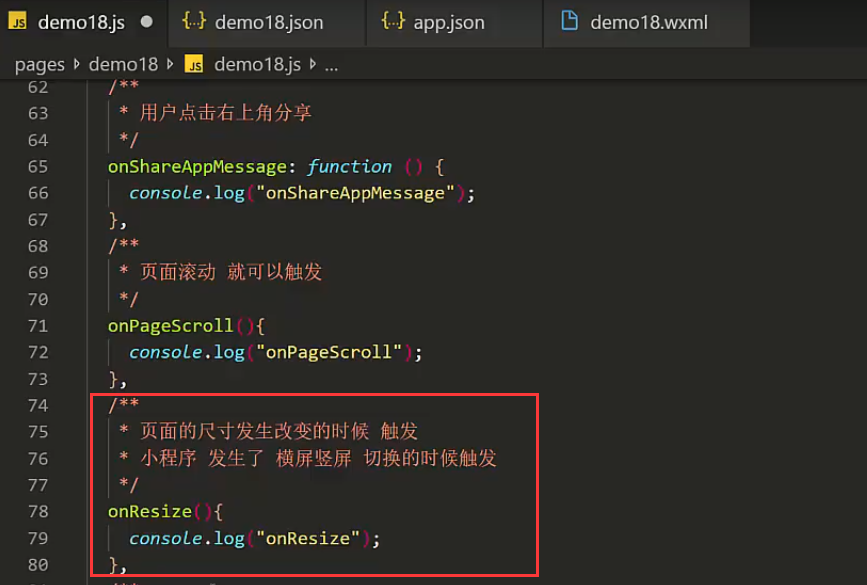 JS demo18.js ● {..} demo18.json {..} app.json demo18.wxml
pages demo18 JS demo18.js ...
62 /**
63 * 用户点击右上角分享
64 */
65 onShareAppMessage: function () {
66 console.log("onShareAppMessage");
67 },
68 /**
69 * 页面滚动 就可以触发
70 */
71 onPageScroll(){
72 console.log("onPageScroll");
73 },
74 /**
75 * 页面的尺寸发生改变的时候 触发
76 * 小程序 发生了 横屏竖屏 切换的时候触发
77 */
78 onResize(){
79 console.log("onResize");
80 },